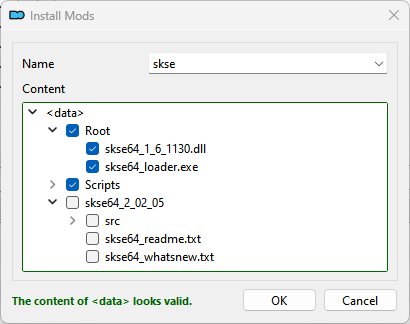 Install Mods
Name
skse
Content
<data>
Root
skse64_1_6_1130.dll
skse64_loader.exe
Scripts
skse64_2_02_05
src
skse64_readme.txt
skse64_whatsnew.txt
The content of <data> looks valid.
OK
Cancel